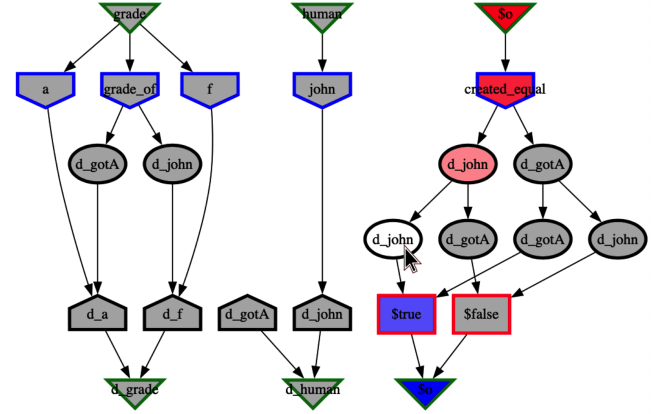 grade human $o
a grade_of f john created_equal
d_gotA d_john d_john d_gotA
d_john d_gotA d_gotA d_john
d_a d_f d_gotA d_john $true $false
d_grade d_human $o